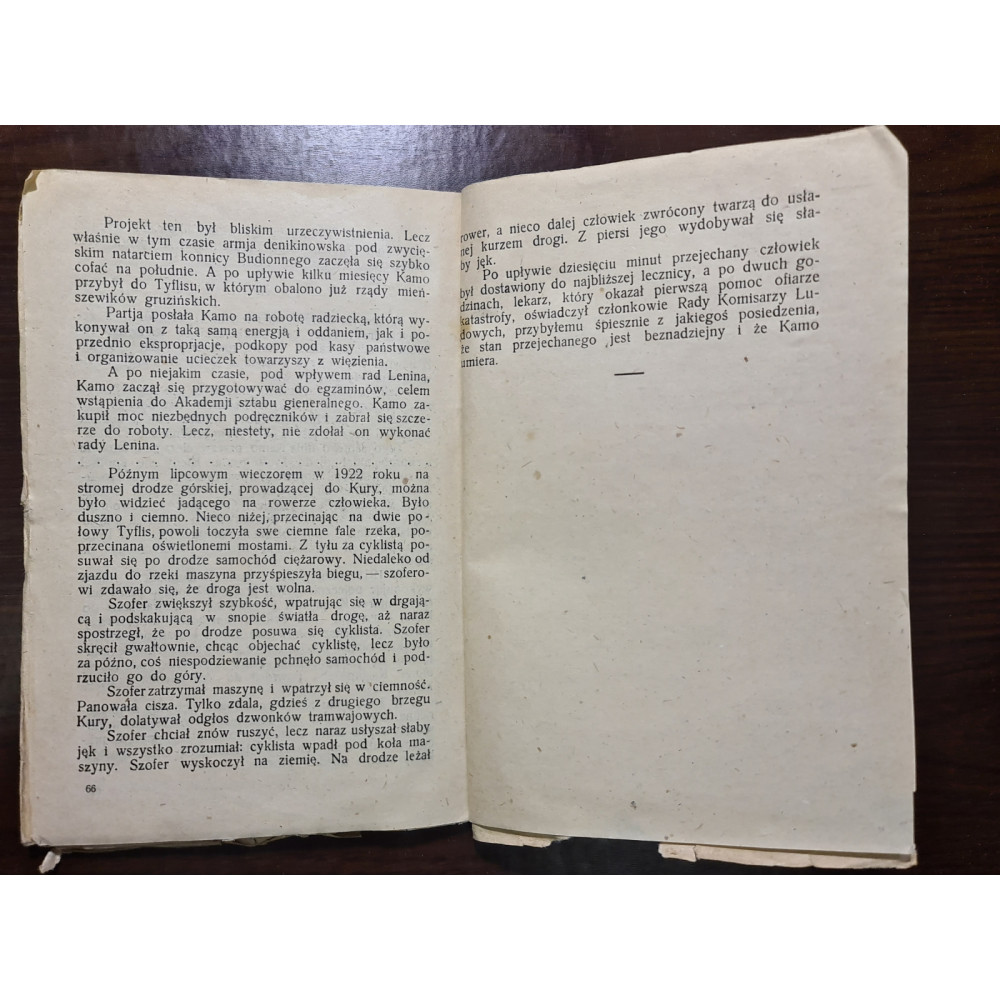 Projekt ten był bliskim urzeczywistnienia. Lecz
właśnie w tym czasie armja denikinowska pod zwycię-
skim natarciem konnicy Budionnego zaczęła się szybko
cofać na południe. A po upływie kilku miesięcy Kamo
przybył do Tyflisu, w którym obalono już rządy mień-
szewików gruzińskich.
Partja posłała Kamo na robotę radziecką, którą wy-
konywał on z taką samą energją i oddaniem, jak i po-
przednio eksproprjacje, podkopy pod kasy państwowe
i organizowanie ucieczek towarzyszy z więzienia.
A po niejakim czasie, pod wpływem rad Lenina,
Kamo zaczął się przygotowywać do egzaminów, celem
wstąpienia do Akademji sztabu gieneralnego. Kamo za-
kupił moc niezbędnych podręczników i zabrał się szcze-
rze do roboty. Lecz, niestety, nie zdołał on wykonać
rady Lenina.
. . . . . . . . . . . . . . . . . . . . . .
Późnym lipcowym wieczorem w 1922 roku, na
stromej drodze górskiej, prowadzącej do Kury, można
było widzieć jadącego na rowerze człowieka. Było
duszno i ciemno. Nieco niżej, przecinając na dwie po-
łowy Tyflis, powoli toczyła swe ciemne fale rzeka, po-
przecinana oświetlonemi mostami. Z tyłu za cyklistą po-
suwał się po drodze samochód ciężarowy. Niedaleko od
zjazdu do rzeki maszyna przyśpieszyła biegu, — szofero-
wi zdawało się, że droga jest wolna.
Szofer zwiększył szybkość, wpatrując się w drgają-
cą i podskakującą w snopie światła drogę, aż naraz
spostrzegł, że po drodze posuwa się cyklista. Szofer
skręcił gwałtownie, chcąc objechać cyklistę, lecz było
za późno, coś niespodziewanie pchnęło samochód i pod-
rzuciło go do góry.
Szofer zatrzymał maszynę i wpatrzył się w ciemność.
Panowała cisza. Tylko zdala, gdzieś z drugiego brzegu
Kury, dolatywał odgłos dzwonków tramwajowych.
Szofer chciał znów ruszyć, lecz naraz usłyszał słaby
jęk i wszystko zrozumiał: cyklista wpadł pod koła ma-
szyny. Szofer wyskoczył na ziemię. Na drodze leżał
66
rower, a nieco dalej człowiek zwrócony twarzą do usła-
nej kurzem drogi. Z piersi jego wydobywał się sła-
by jęk.
Po upływie dziesięciu minut przejechany człowiek
był dostawiony do najbliższej lecznicy, a po dwuch go-
dzinach, lekarz, który okazał pierwszą pomoc ofiarze
katastrofy, oświadczył członkowie Rady Komisarzy Lu-
dowych, przybyłemu śpiesznie z jakiegoś posiedzenia,
że stan przejechanego jest beznadziejny i że Kamo
umiera.